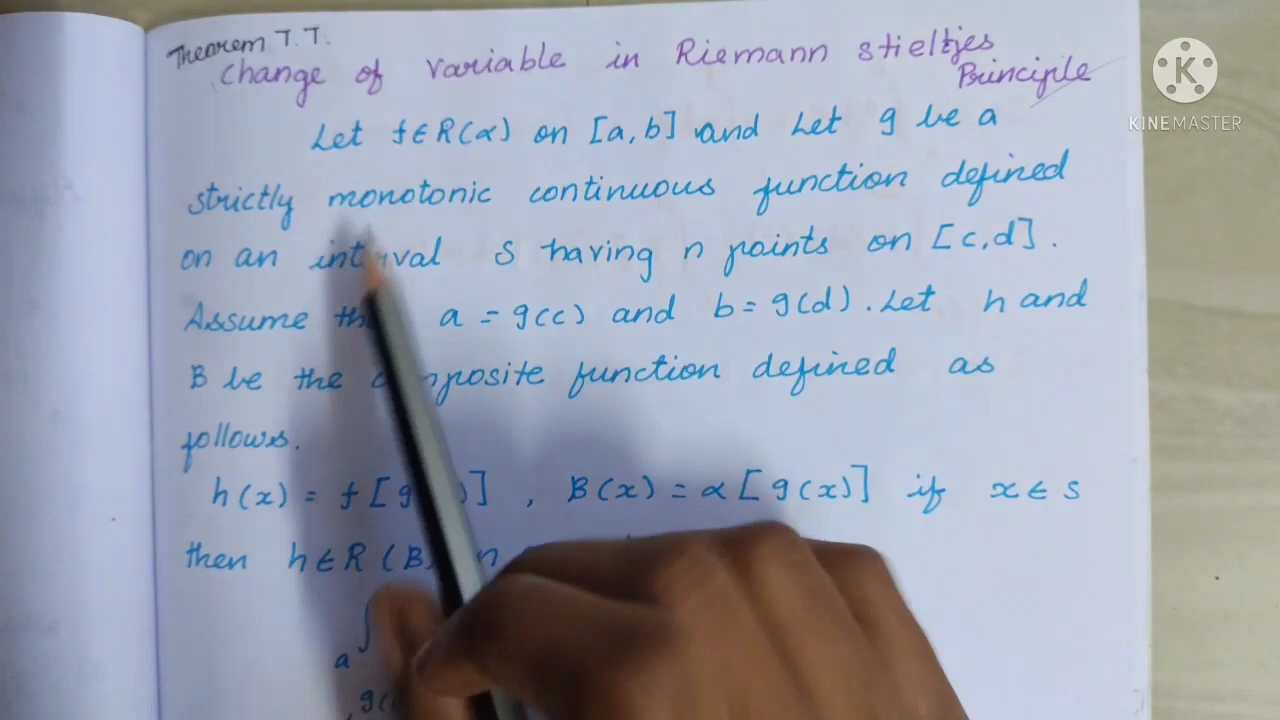 Theorem 7.7.
Change of variable in Riemann stieltjes
Principle
Let f∈R(α) on [a,b] and Let g be a
strictly monotonic continuous function defined
on an interval S having n points on [c,d].
Assume a = g(c) and b = g(d). Let h and
B be the composite function defined as
follows.
h(x) = f[g )] , B(x) = α[g(x)] if x∈s
then h∈R(B)
∫
a
g(
K
KINEMASTER